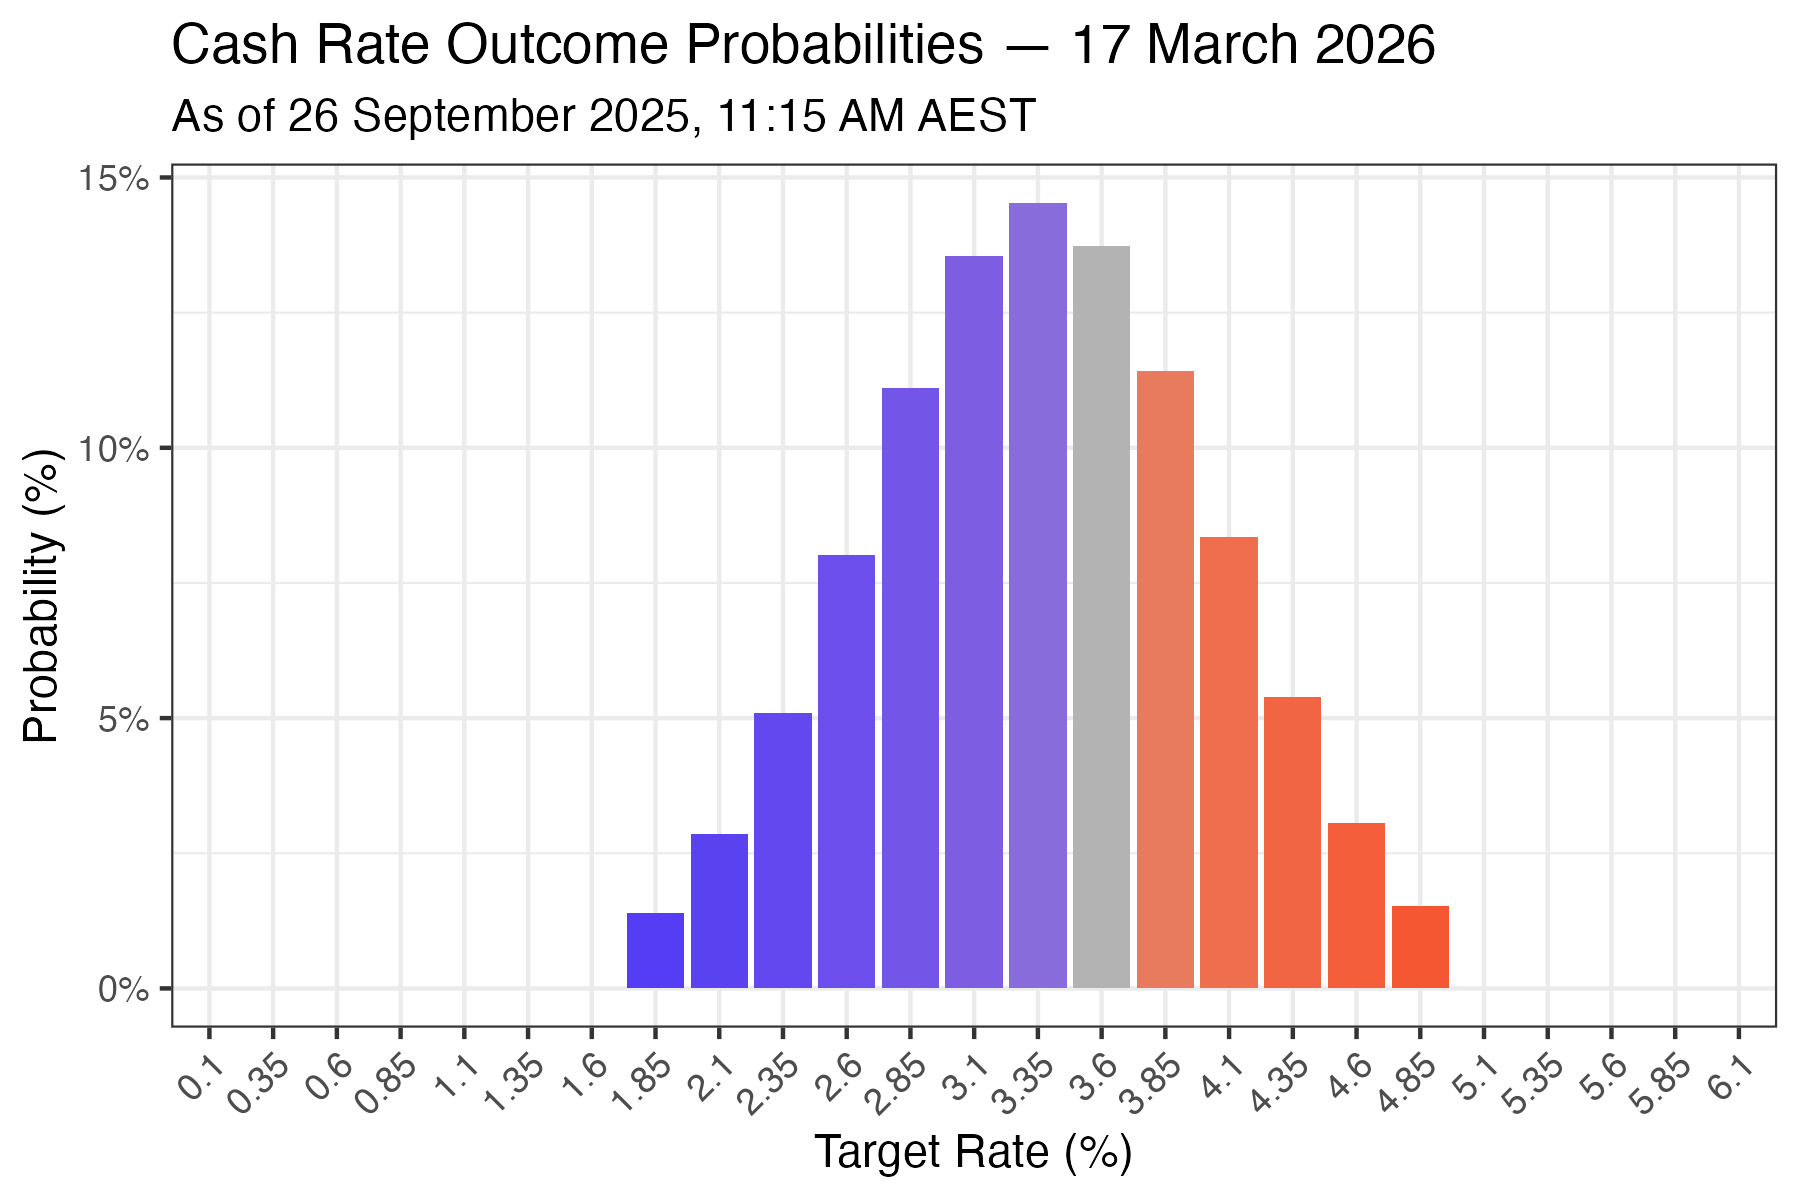 Cash Rate Outcome Probabilities — 17 March 2026
As of 26 September 2025, 11:15 AM AEST
Probability (%)
15%
10%
5%
0%
0.1 0.35 0.6 0.85 1.1 1.35 1.6 1.85 2.1 2.35 2.6 2.85 3.1 3.35 3.6 3.85 4.1 4.35 4.6 4.85 5.1 5.35 5.6 5.85 6.1
Target Rate (%)